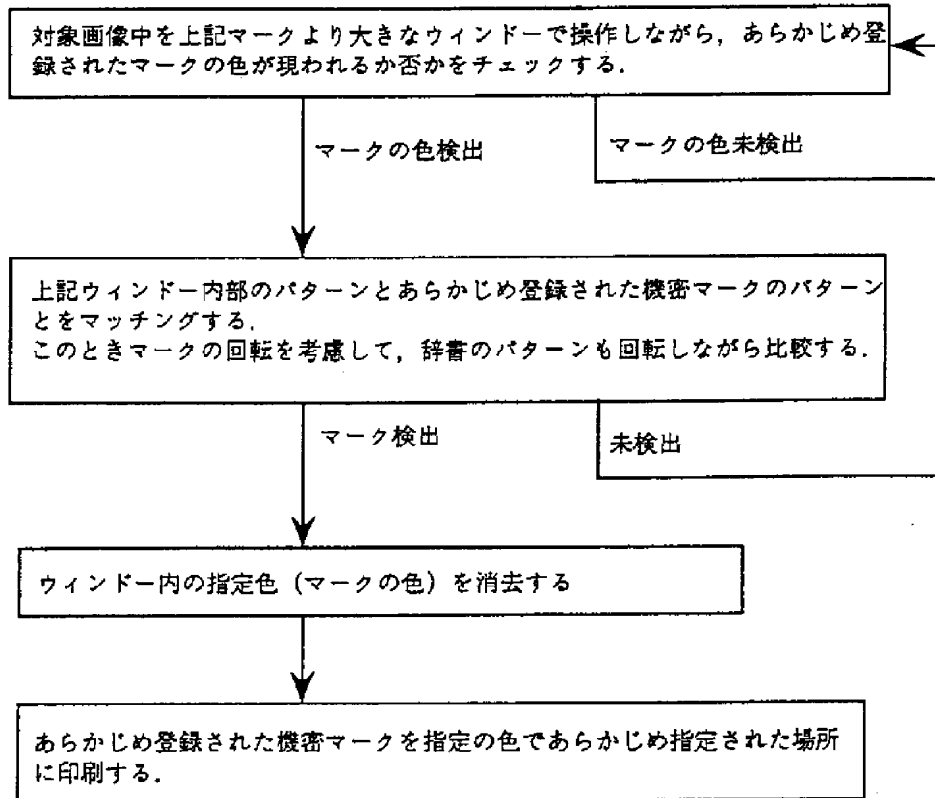 対象画像中を上記マークより大きなウィンドーで操作しながら，あらかじめ登
録されたマークの色が現われるか否かをチェックする．
マークの色検出
マークの色未検出
上記ウィンドー内部のパターンとあらかじめ登録された機密マークのパターン
とをマッチングする．
このときマークの回転を考慮して，辞書のパターンも回転しながら比較する．
マーク検出
未検出
ウィンドー内の指定色（マークの色）を消去する
あらかじめ登録された機密マークを指定の色であらかじめ指定された場所
に印刷する．